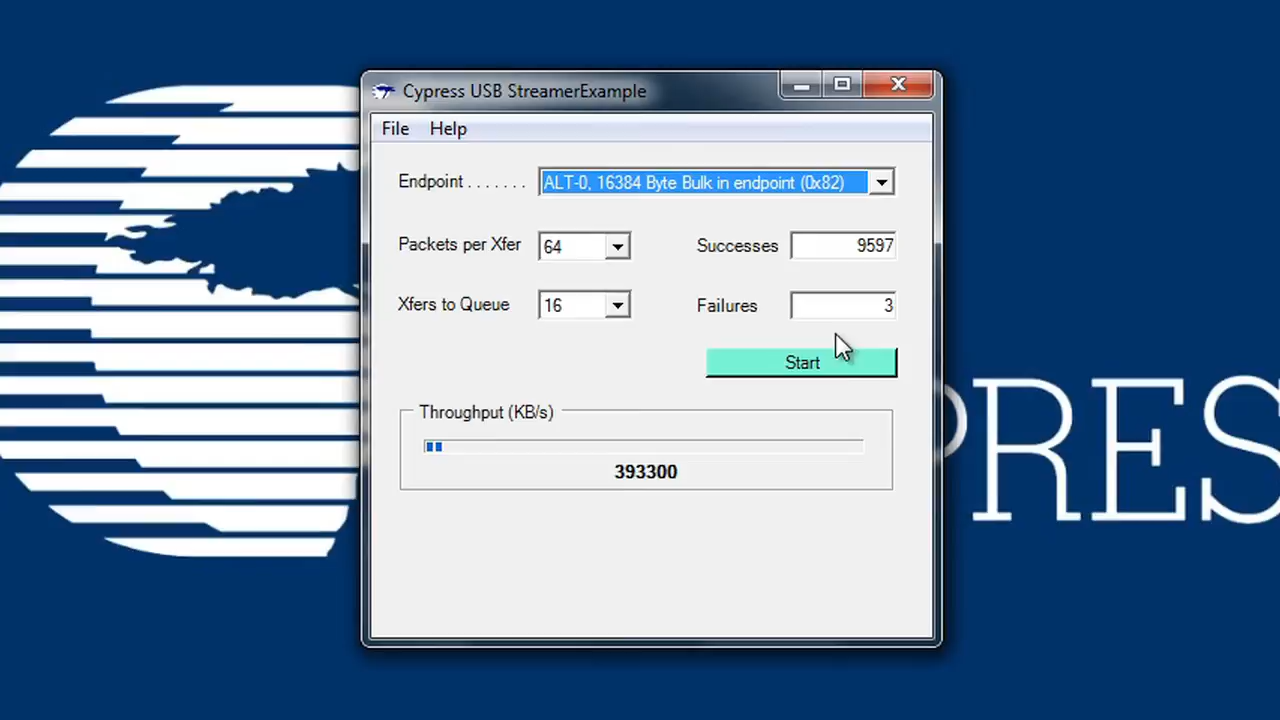 Cypress USB StreamerExample
File Help
Endpoint . . . . . . . ALT-0, 16384 Byte Bulk in endpoint (0x82)
Packets per Xfer 64 Successes 9597
Xfers to Queue 16 Failures 3
Start
Throughput (KB/s)
393300
PRES